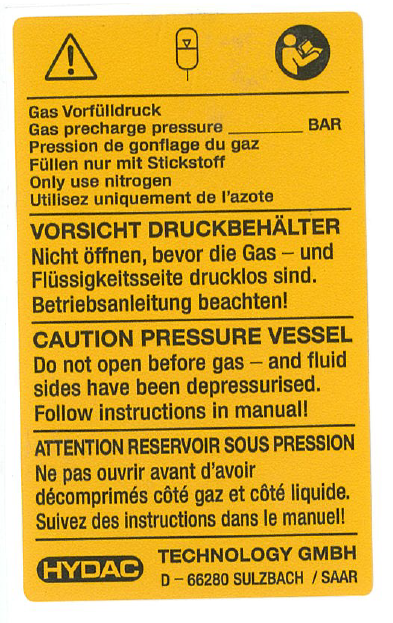 Gas Vorfülldruck
Gas precharge pressure ________ BAR
Pression de gonflage du gaz
Füllen nur mit Stickstoff
Only use nitrogen
Utilisez uniquement de l'azote
VORSICHT DRUCKBEHÄLTER
Nicht öffnen, bevor die Gas – und
Flüssigkeitsseite drucklos sind.
Betriebsanleitung beachten!
CAUTION PRESSURE VESSEL
Do not open before gas – and fluid
sides have been depressurised.
Follow instructions in manual!
ATTENTION RESERVOIR SOUS PRESSION
Ne pas ouvrir avant d'avoir
décomprimés côté gaz et côté liquide.
Suivez des instructions dans le manuel!
HYDAC TECHNOLOGY GMBH
D – 66280 SULZBACH / SAAR